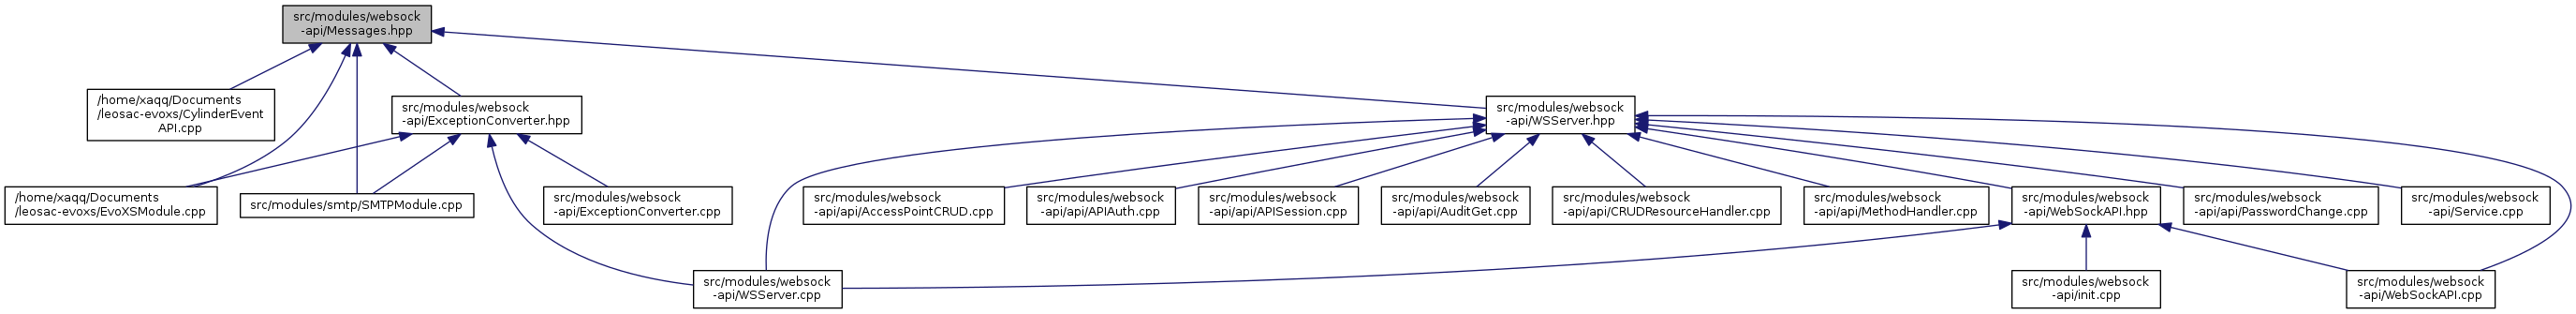 src/modules/websock
-api/Messages.hpp
/home/xaqq/Documents
/leosac-evoxs/CylinderEvent
API.cpp
src/modules/websock
-api/ExceptionConverter.hpp
src/modules/websock
-api/WSServer.hpp
/home/xaqq/Documents
/leosac-evoxs/EvoXSModule.cpp
src/modules/smtp/SMTPModule.cpp
src/modules/websock
-api/ExceptionConverter.cpp
src/modules/websock
-api/api/AccessPointCRUD.cpp
src/modules/websock
-api/api/APIAuth.cpp
src/modules/websock
-api/api/APISession.cpp
src/modules/websock
-api/api/AuditGet.cpp
src/modules/websock
-api/api/CRUDResourceHandler.cpp
src/modules/websock
-api/api/MethodHandler.cpp
src/modules/websock
-api/WebSockAPI.hpp
src/modules/websock
-api/api/PasswordChange.cpp
src/modules/websock
-api/Service.cpp
src/modules/websock
-api/WSServer.cpp
src/modules/websock
-api/init.cpp
src/modules/websock
-api/WebSockAPI.cpp